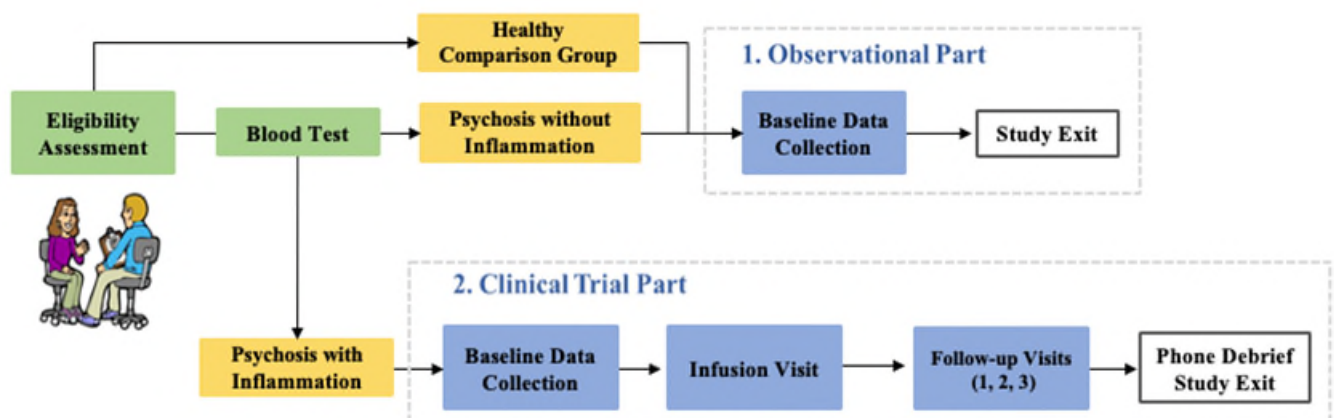 Healthy
Comparison Group
1. Observational Part
Eligibility
Assessment
Blood Test
Psychosis without
Inflammation
Baseline Data
Collection
Study Exit
2. Clinical Trial Part
Psychosis with
Inflammation
Baseline Data
Collection
Infusion Visit
Follow-up Visits
(1, 2, 3)
Phone Debrief
Study Exit